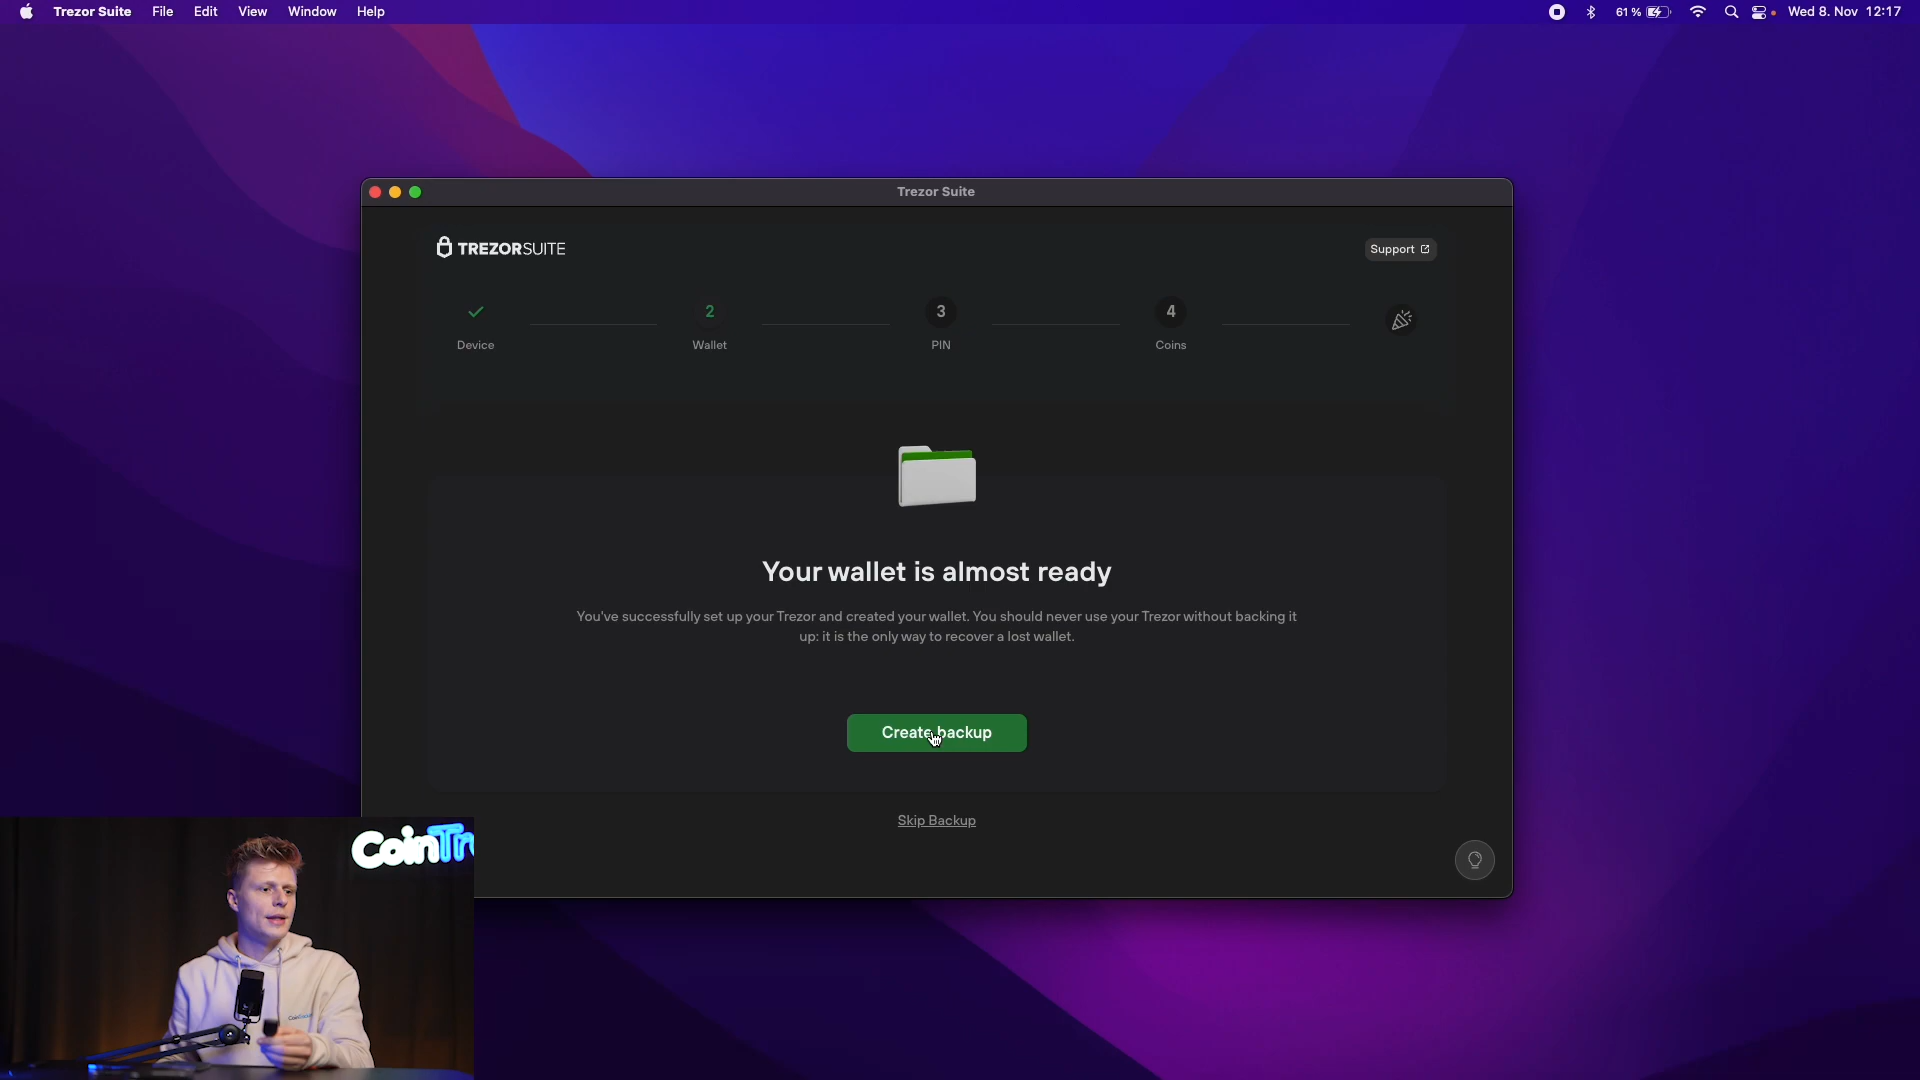 Trezor Suite File Edit View Window Help 61% Wed 8. Nov 12:17
Trezor Suite
TREZORSUITE
Support
2 3 4
Device Wallet PIN Coins
Your wallet is almost ready
You've successfully set up your Trezor and created your wallet. You should never use your Trezor without backing it
up: it is the only way to recover a lost wallet.
Create backup
Skip Backup
CoinTr